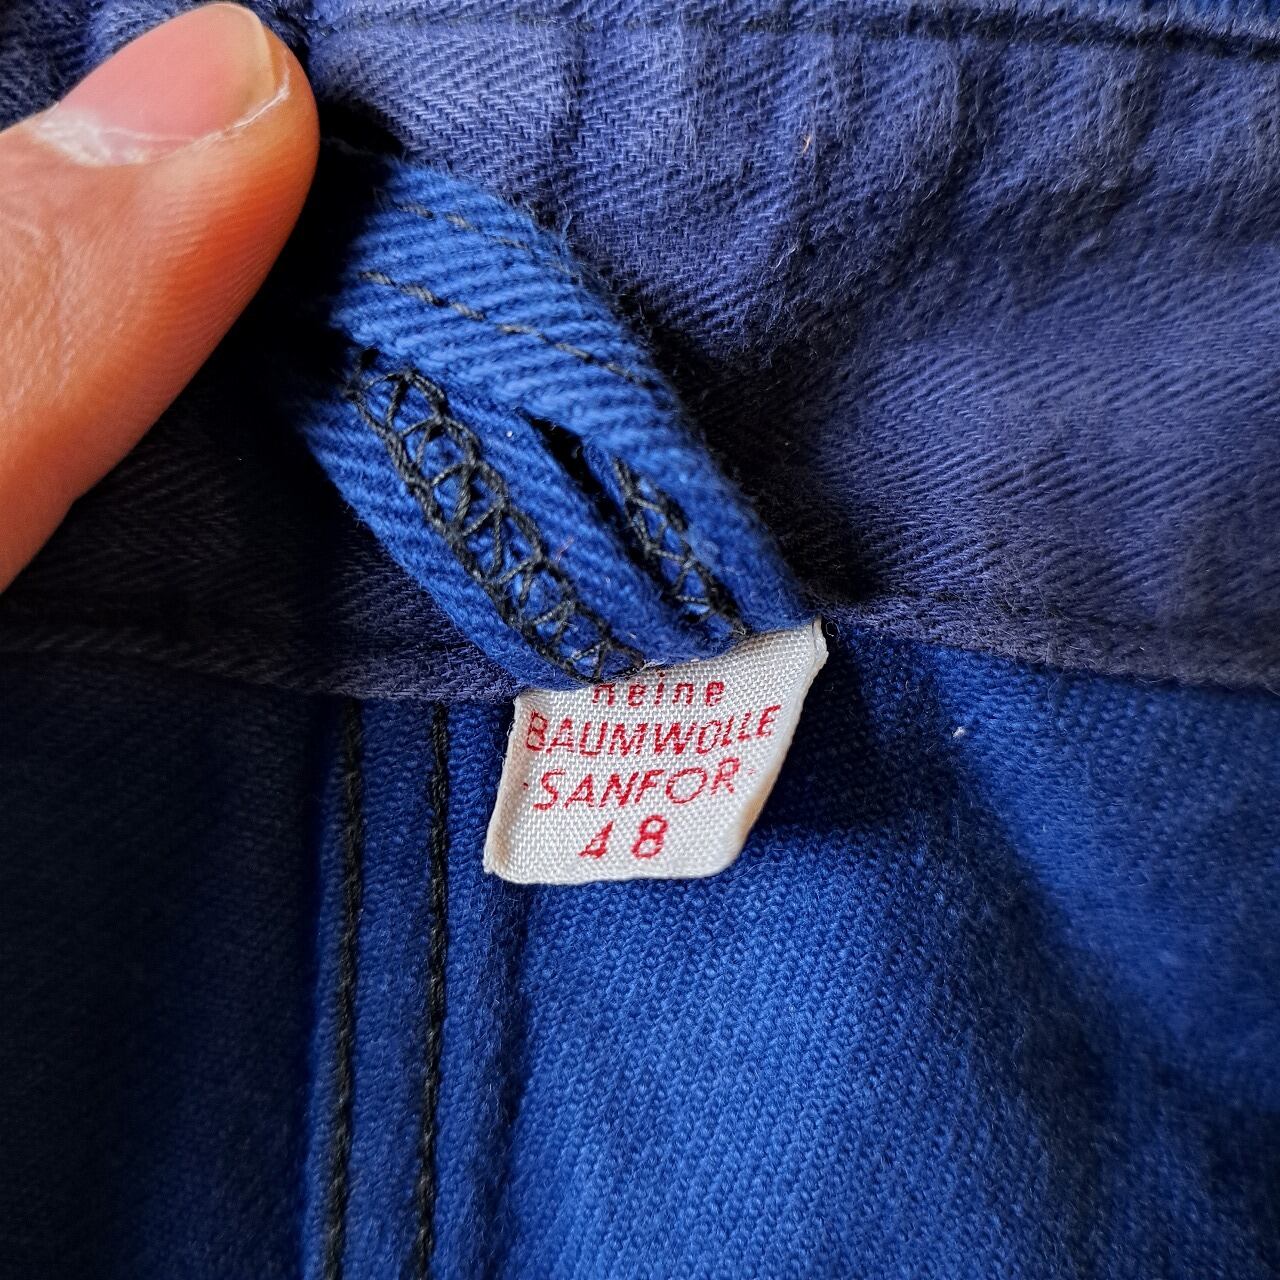 Reine
BAUMWOLLE
·SANFOR·
48